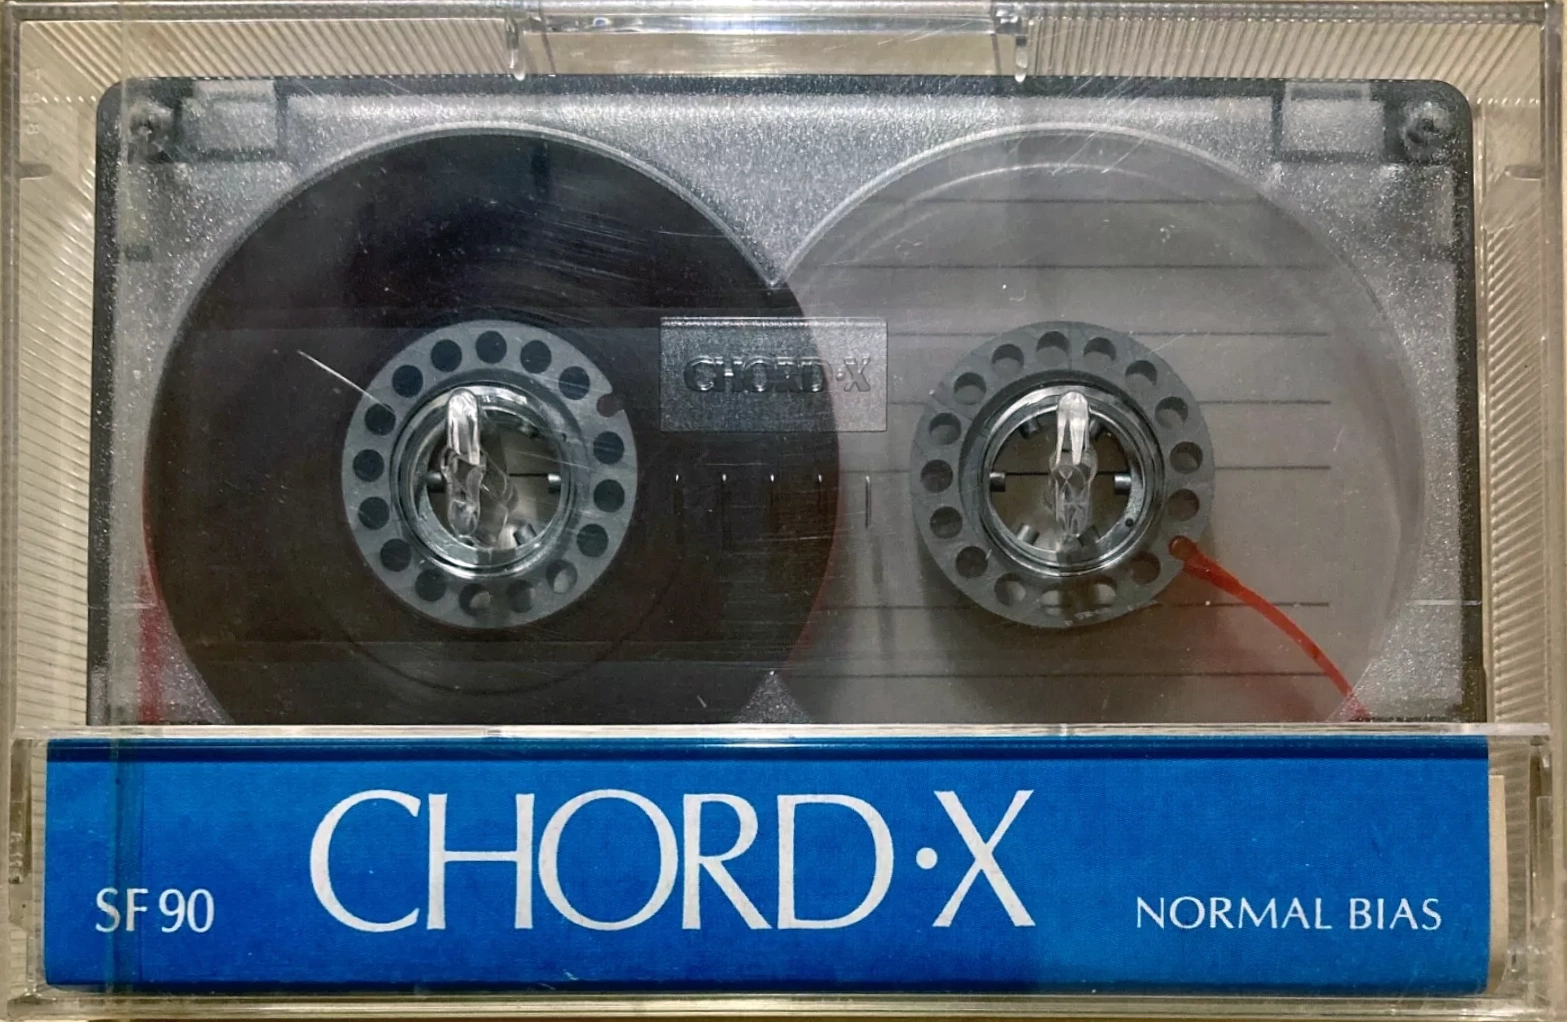 CHORD·X
CHORD·X
SF 90
NORMAL BIAS